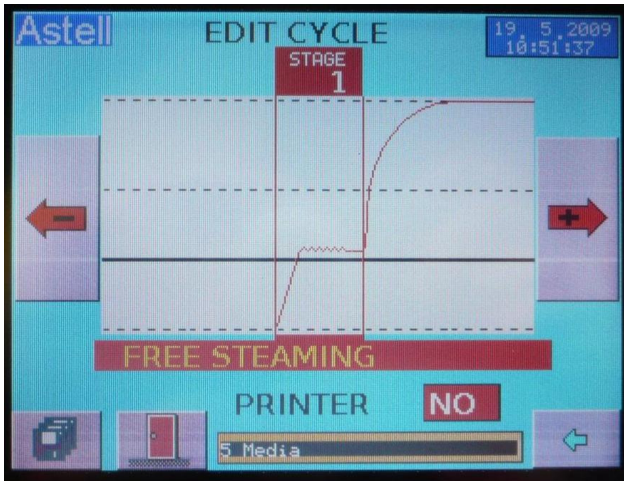 Astell
EDIT CYCLE
19. 5.2009
10:51:37
STAGE
1
FREE STEAMING
PRINTER NO
5 Media